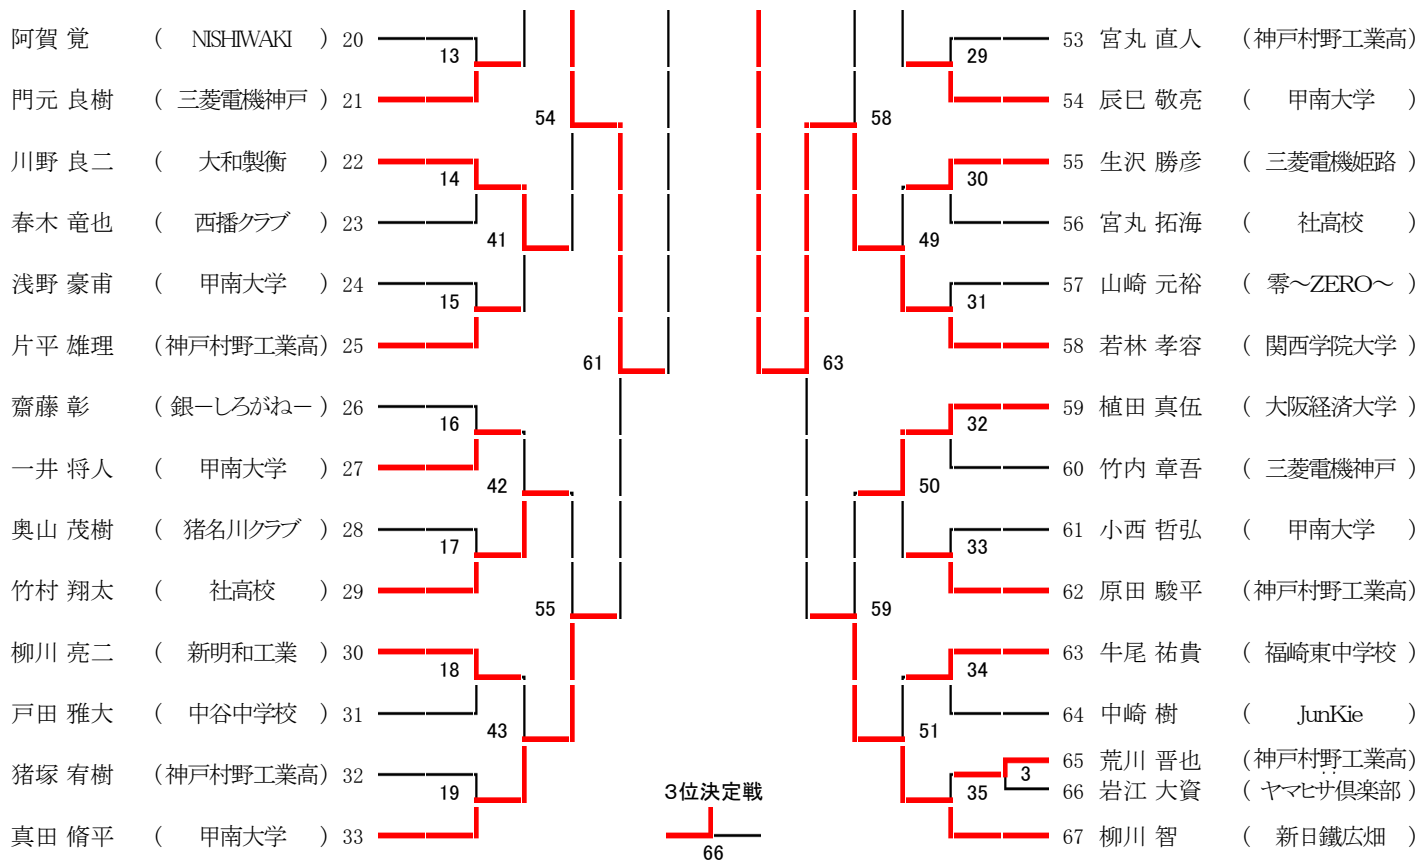 阿賀 覚 ( NISHIWAKI ) 20
13
門元 良樹 ( 三菱電機神戸 ) 21
54
川野 良二 ( 大和製衡 ) 22
14
春木 竜也 ( 西播クラブ ) 23
41
浅野 豪甫 ( 甲南大学 ) 24
15
片平 雄理 (神戸村野工業高) 25
61
齋藤 彰 ( 銀－しろがね－ ) 26
16
一井 将人 ( 甲南大学 ) 27
42
奥山 茂樹 ( 猪名川クラブ ) 28
17
竹村 翔太 ( 社高校 ) 29
55
柳川 亮二 ( 新明和工業 ) 30
18
戸田 雅大 ( 中谷中学校 ) 31
43
猪塚 宥樹 (神戸村野工業高) 32
19
真田 脩平 ( 甲南大学 ) 33
3位決定戦
66
53 宮丸 直人 (神戸村野工業高)
29
54 辰巳 敬亮 ( 甲南大学 )
58
55 生沢 勝彦 ( 三菱電機姫路 )
30
56 宮丸 拓海 ( 社高校 )
49
57 山崎 元裕 ( 零～ZERO～ )
31
58 若林 孝容 ( 関西学院大学 )
63
59 植田 真伍 ( 大阪経済大学 )
32
60 竹内 章吾 ( 三菱電機神戸 )
50
61 小西 哲弘 ( 甲南大学 )
33
62 原田 駿平 (神戸村野工業高)
59
63 牛尾 祐貴 ( 福崎東中学校 )
34
64 中崎 樹 ( JunKie )
51
65 荒川 晋也 (神戸村野工業高)
3
66 岩江 大資 ( ヤマヒサ倶楽部 )
35
67 柳川 智 ( 新日鐵広畑 )